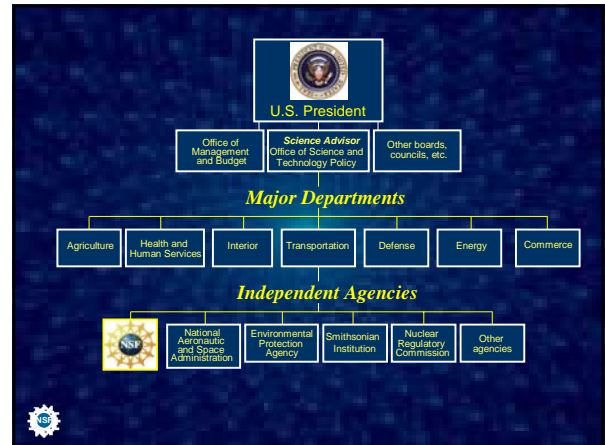 U.S. President
Office of
Management
and Budget
Science Advisor
Office of Science and
Technology Policy
Other boards,
councils, etc.
Major Departments
Agriculture
Health and
Human Services
Interior
Transportation
Defense
Energy
Commerce
Independent Agencies
NSF
National
Aeronautic
and Space
Administration
Environmental
Protection
Agency
Smithsonian
Institution
Nuclear
Regulatory
Commission
Other
agencies
NSF